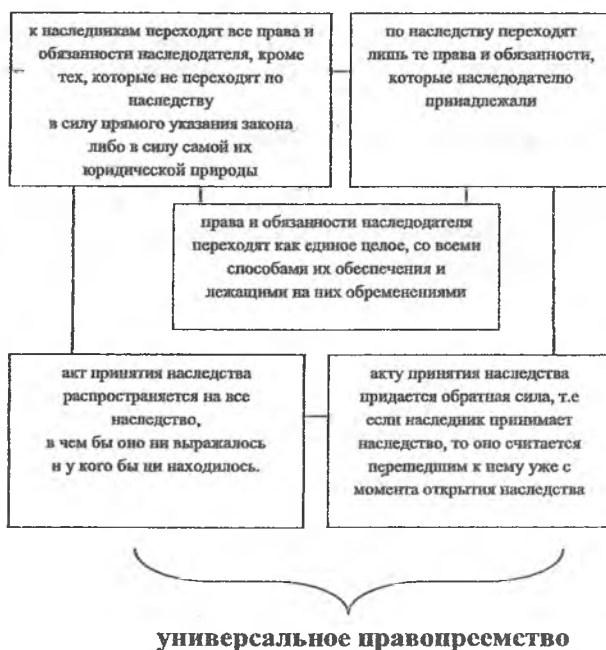 к наследникам переходят все права и
обязанности наследодателя, кроме
тех, которые не переходят по
наследству
в силу прямого указания закона
либо в силу самой их
юридической природы
по наследству переходят
лишь те права и обязанности,
которые наследодателю
принадлежали
права и обязанности наследодателя
переходят как единое целое, со всеми
способами их обеспечения и
лежащими на них обременениями
акт принятия наследства
распространяется на все
наследство,
в чем бы оно ни выражалось
и у кого бы ни находилось.
акту принятия наследства
придается обратная сила, т.е
если наследник принимает
наследство, то оно считается
перешедшим к нему уже с
момента открытия наследства
универсальное правопреемство